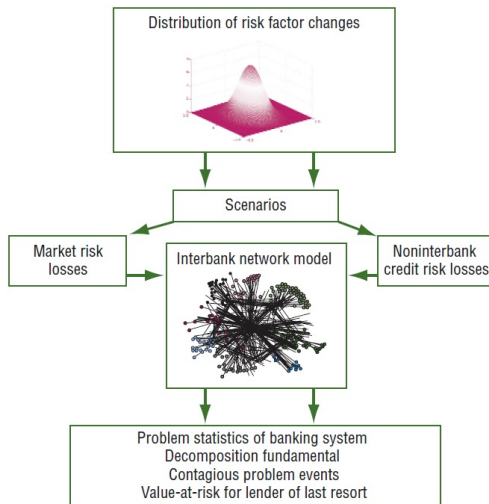 Distribution of risk factor changes
Scenarios
Market risk
losses
Interbank network model
Noninterbank
credit risk losses
Problem statistics of banking system
Decomposition fundamental
Contagious problem events
Value-at-risk for lender of last resort